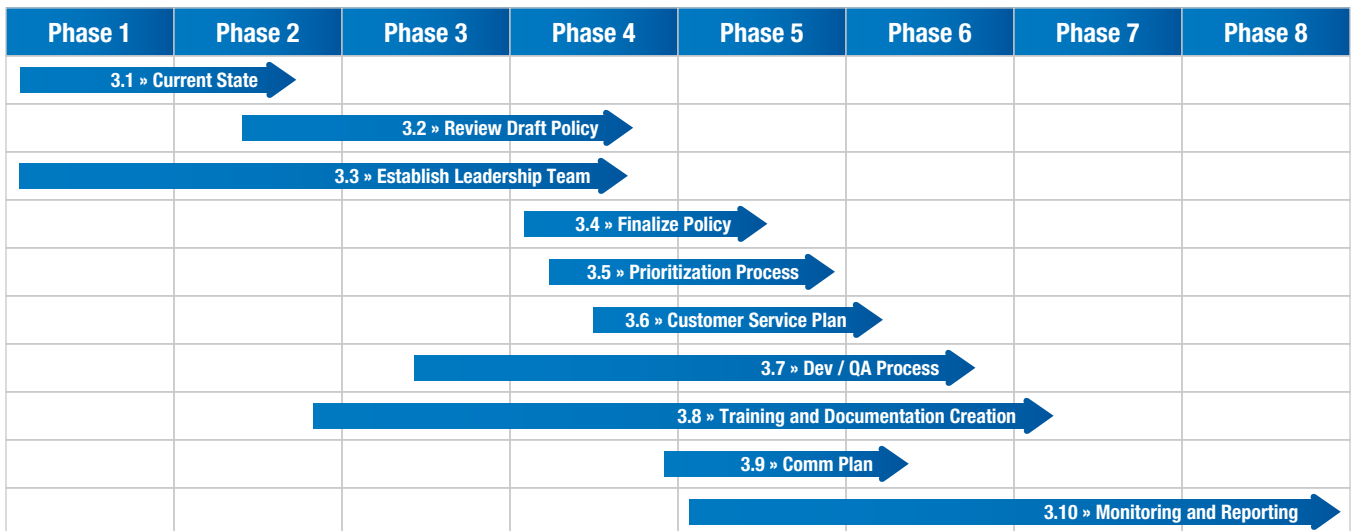 Phase 1 Phase 2 Phase 3 Phase 4 Phase 5 Phase 6 Phase 7 Phase 8
3.1 » Current State
3.2 » Review Draft Policy
3.3 » Establish Leadership Team
3.4 » Finalize Policy
3.5 » Prioritization Process
3.6 » Customer Service Plan
3.7 » Dev / QA Process
3.8 » Training and Documentation Creation
3.9 » Comm Plan
3.10 » Monitoring and Reporting